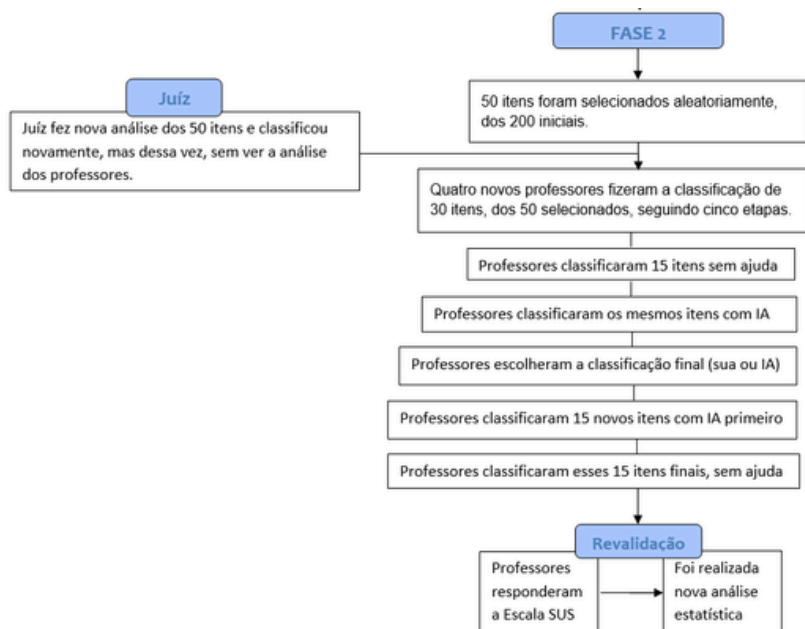 FASE 2
50 itens foram selecionados aleatoriamente,
dos 200 iniciais.
Juíz
Juíz fez nova análise dos 50 itens e classificou
novamente, mas dessa vez, sem ver a análise
dos professores.
Quatro novos professores fizeram a classificação de
30 itens, dos 50 selecionados, seguindo cinco etapas.
Professores classificaram 15 itens sem ajuda
Professores classificaram os mesmos itens com IA
Professores escolheram a classificação final (sua ou IA)
Professores classificaram 15 novos itens com IA primeiro
Professores classificaram esses 15 itens finais, sem ajuda
Revalidação
Professores
responderam
a Escala SUS
Foi realizada
nova análise
estatística